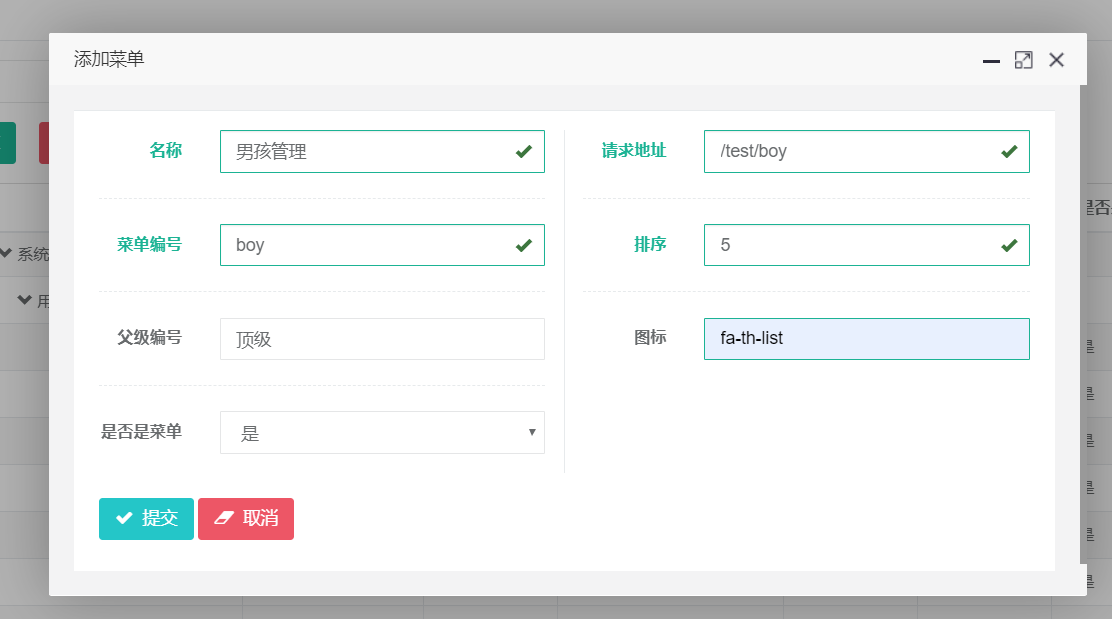 添加菜单
名称 男孩管理
请求地址 /test/boy
菜单编号 boy
排序 5
父级编号 顶级
图标 fa-th-list
是否是菜单 是
提交 取消
系统
用
是否
是
是
是
是
是
是